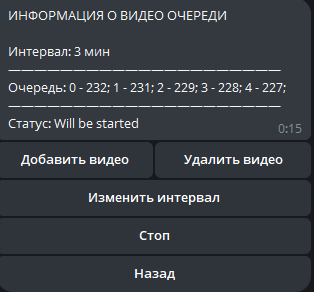 ИНФОРМАЦИЯ О ВИДЕО ОЧЕРЕДИ
Интервал: 3 мин
————————————————————
Очередь: 0 - 232; 1 - 231; 2 - 229; 3 - 228; 4 - 227;
————————————————————
Статус: Will be started
0:15
Добавить видео
Удалить видео
Изменить интервал
Стоп
Назад